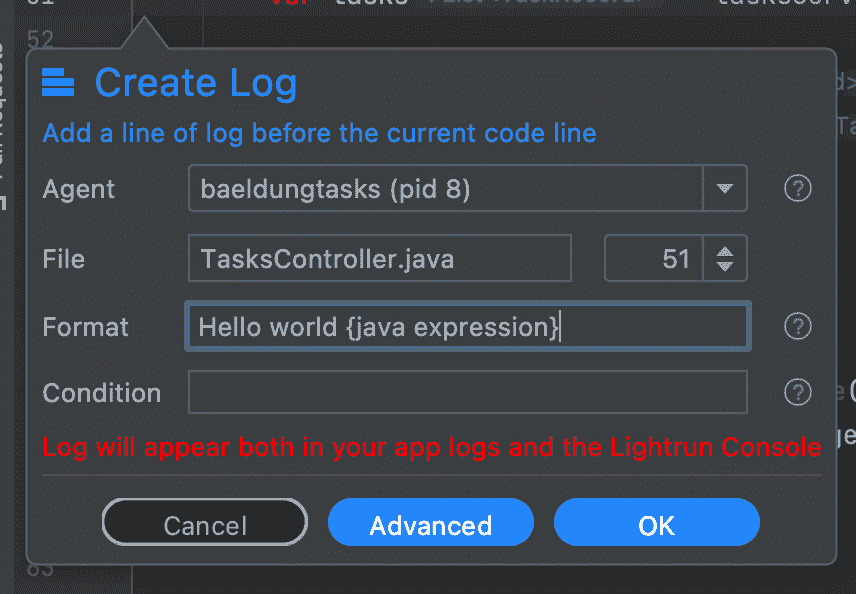 52
Create Log
Add a line of log before the current code line
Agent baeldungtasks (pid 8) ?
File TasksController.java 51
Format Hello world {java expression} ?
Condition ?
Log will appear both in your app logs and the Lightrun Console
Cancel Advanced OK